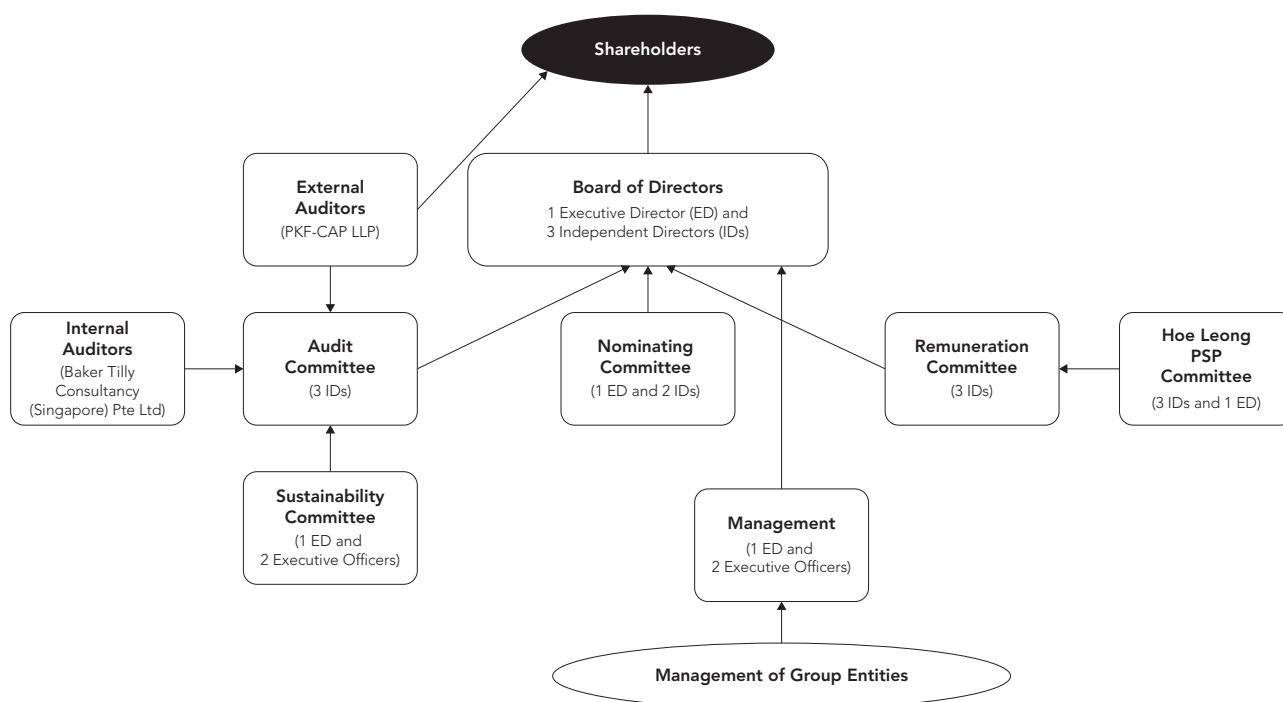 Shareholders
External
Auditors
(PKF-CAP LLP)
Board of Directors
1 Executive Director (ED) and
3 Independent Directors (IDs)
Internal
Auditors
(Baker Tilly
Consultancy
(Singapore) Pte Ltd)
Audit
Committee
(3 IDs)
Nominating
Committee
(1 ED and 2 IDs)
Remuneration
Committee
(3 IDs)
Hoe Leong
PSP
Committee
(3 IDs and 1 ED)
Sustainability
Committee
(1 ED and
2 Executive Officers)
Management
(1 ED and
2 Executive Officers)
Management of Group Entities